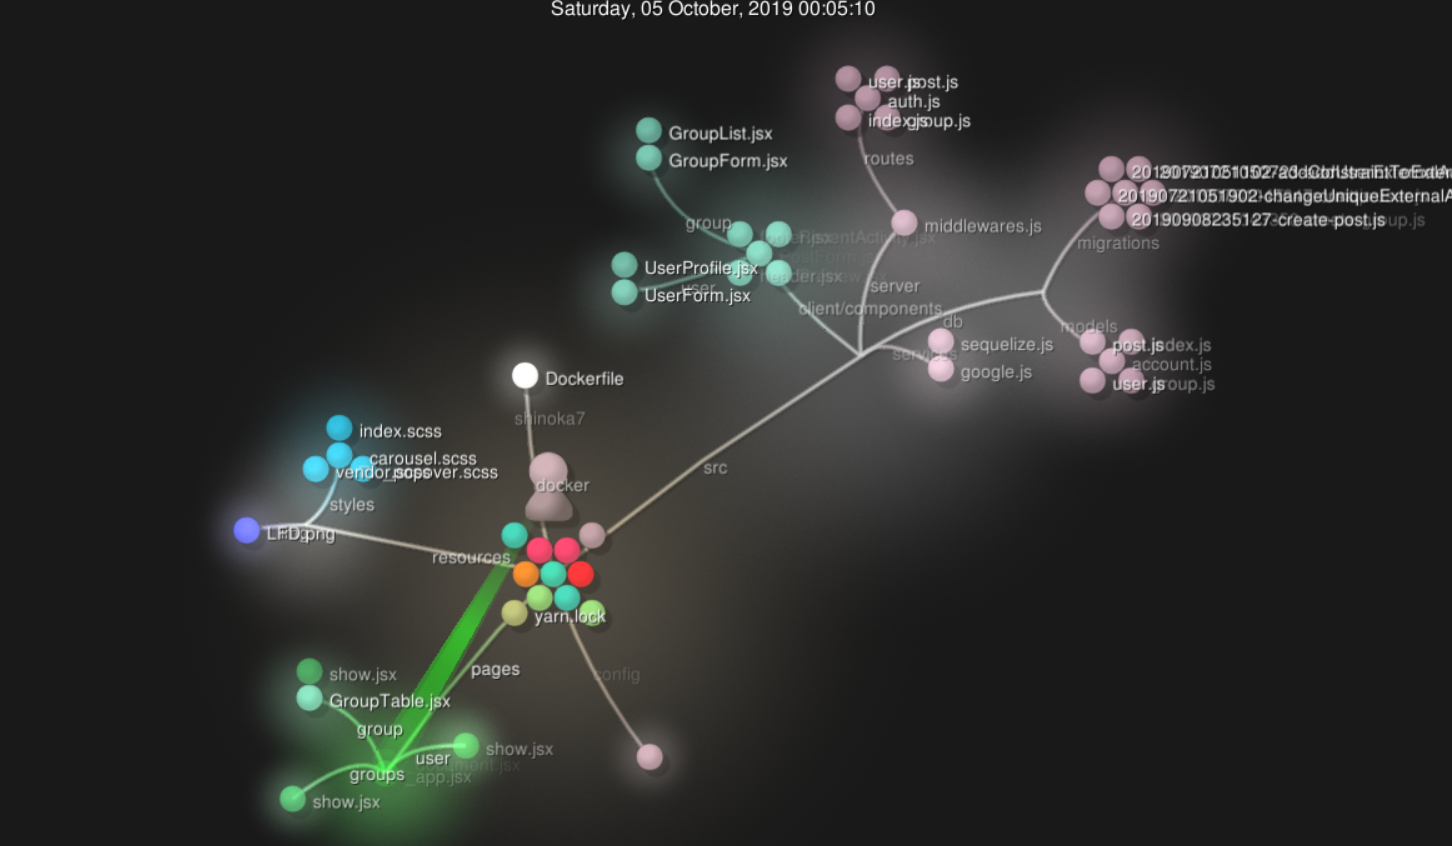 Saturday, 05 October, 2019 00:05:10
user.js
post.js
auth.js
index.js
group.js
GroupList.jsx
GroupForm.jsx
routes
20190721051902-changeUniqueExternalA
20190908235127-create-post.js
group
middlewares.js
migrations
UserProfile.jsx
header.jsx
user
UserForm.jsx
server
client/components
db
models
services
sequelize.js
post.js
index.js
account.js
google.js
user.js
group.js
Dockerfile
shinoka7
index.scss
carousel.scss
vendor.scss
popover.scss
src
docker
styles
LFD.png
resources
yarn.lock
pages
config
show.jsx
GroupTable.jsx
group
user
show.jsx
groups
_app.jsx
show.jsx